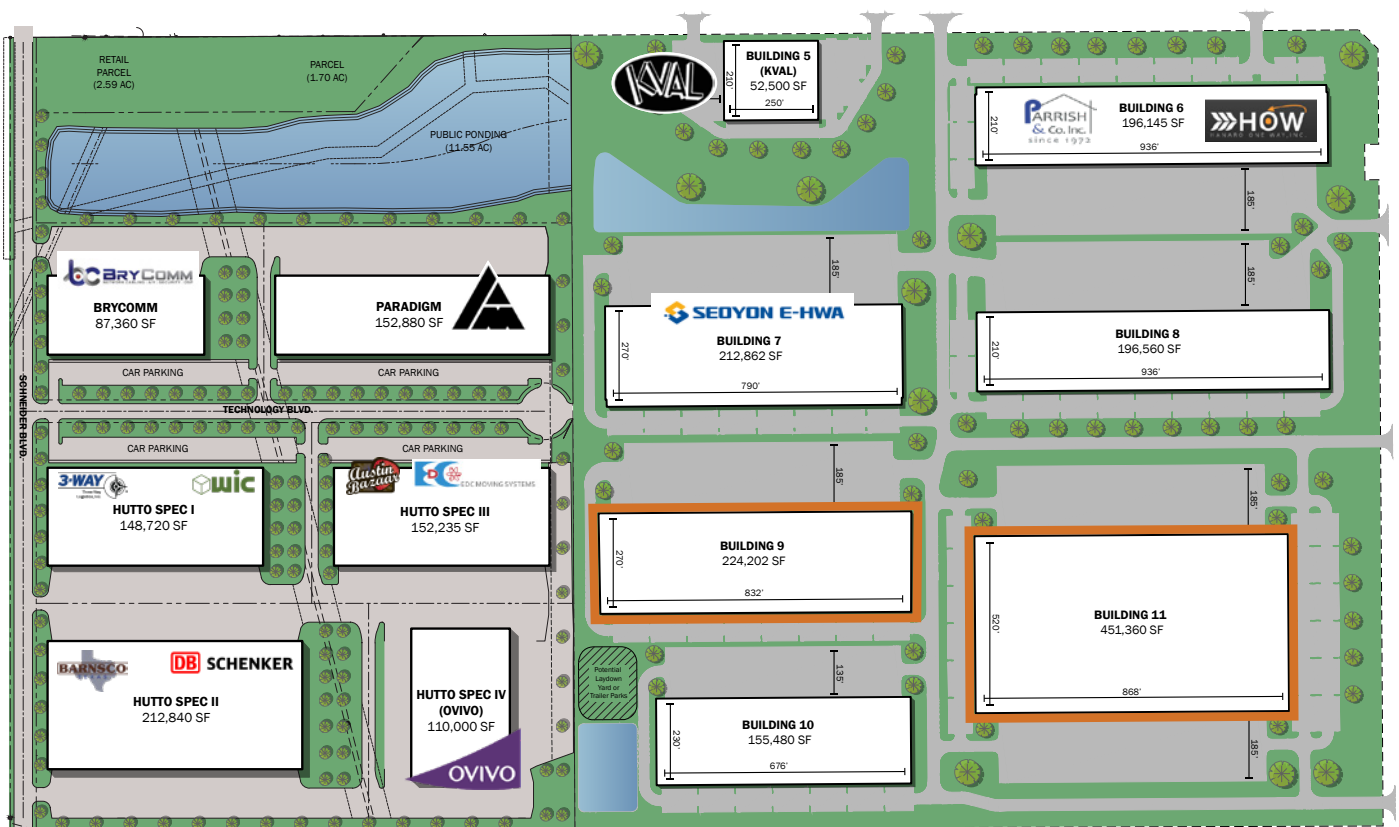 RETAIL
PARCEL
(2.59 AC)
PARCEL
(1.70 AC)
PUBLIC PONDING
(11.55 AC)
KVAL
BUILDING 5
(KVAL)
52,500 SF
210'
250'
PARRISH
& Co. Inc.
since 1972
BUILDING 6
196,145 SF
HOW
HANARO ONE WAY, INC.
210'
936'
185'
185'
185'
BRYCOMM
BRYCOMM
87,360 SF
PARADIGM
152,880 SF
SEOYON E-HWA
BUILDING 7
212,862 SF
270'
790'
BUILDING 8
196,560 SF
210'
936'
CAR PARKING
CAR PARKING
SCHNEIDER BLVD.
TECHNOLOGY BLVD.
CAR PARKING
CAR PARKING
3-WAY
wic
HUTTO SPEC I
148,720 SF
Austin
Bazaar
EDC MOVING SYSTEMS
HUTTO SPEC III
152,235 SF
185'
185'
BUILDING 9
224,202 SF
270'
832'
BUILDING 11
451,360 SF
520'
868'
185'
BARNSCO
DB SCHENKER
HUTTO SPEC II
212,840 SF
HUTTO SPEC IV
(OVIVO)
110,000 SF
OVIVO
Potential
Laydown
Yard or
Trailer Parks
135'
BUILDING 10
155,480 SF
230'
676'